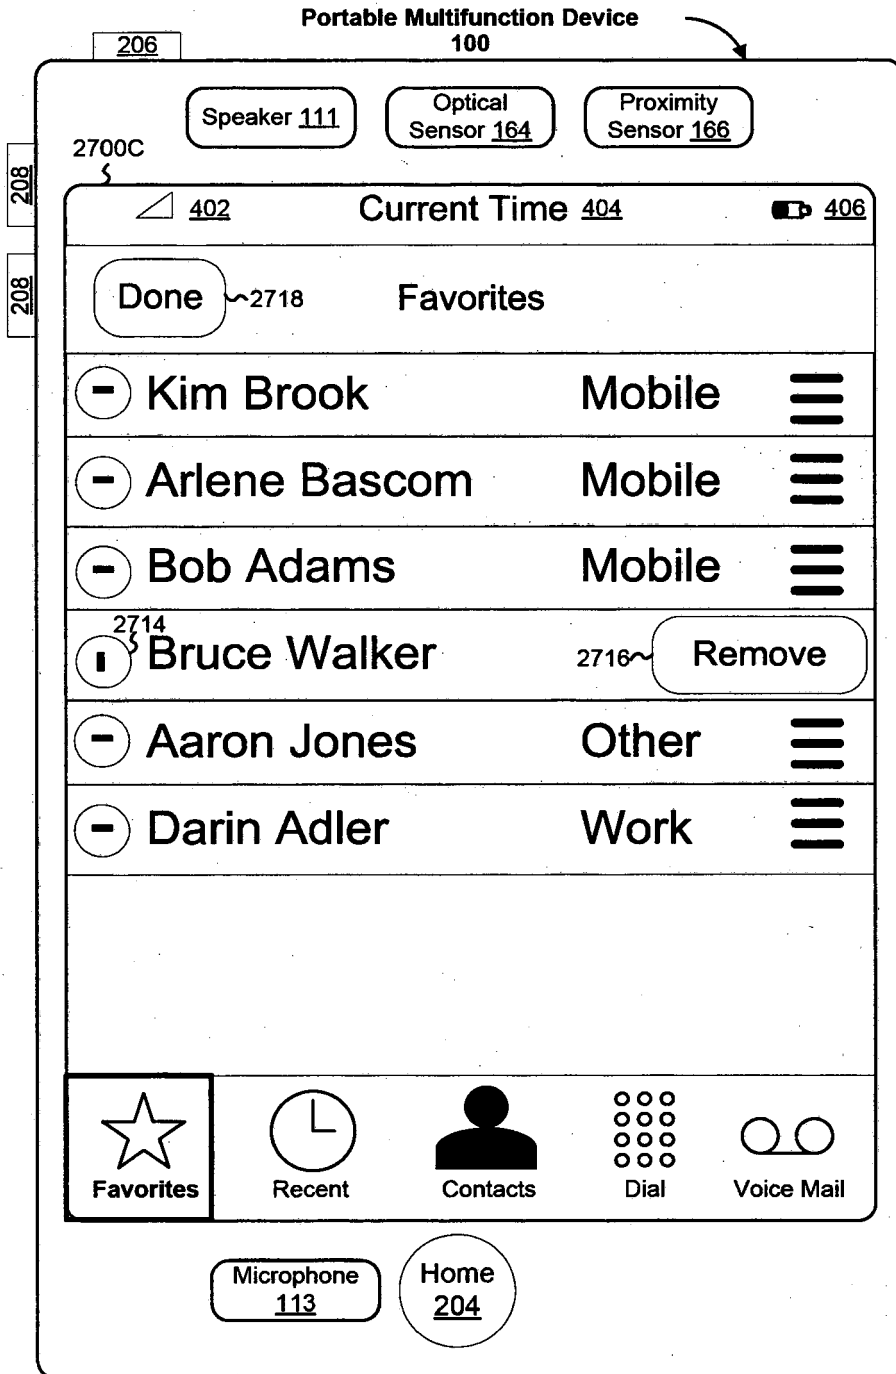 Portable Multifunction Device
100
206
Speaker 111
Optical
Sensor 164
Proximity
Sensor 166
2700C
208
208
402 Current Time 404 406
Done 2718 Favorites
- Kim Brook Mobile
- Arlene Bascom Mobile
- Bob Adams Mobile
2714
Bruce Walker 2716 Remove
- Aaron Jones Other
- Darin Adler Work
Favorites Recent Contacts Dial Voice Mail
Microphone
113
Home
204